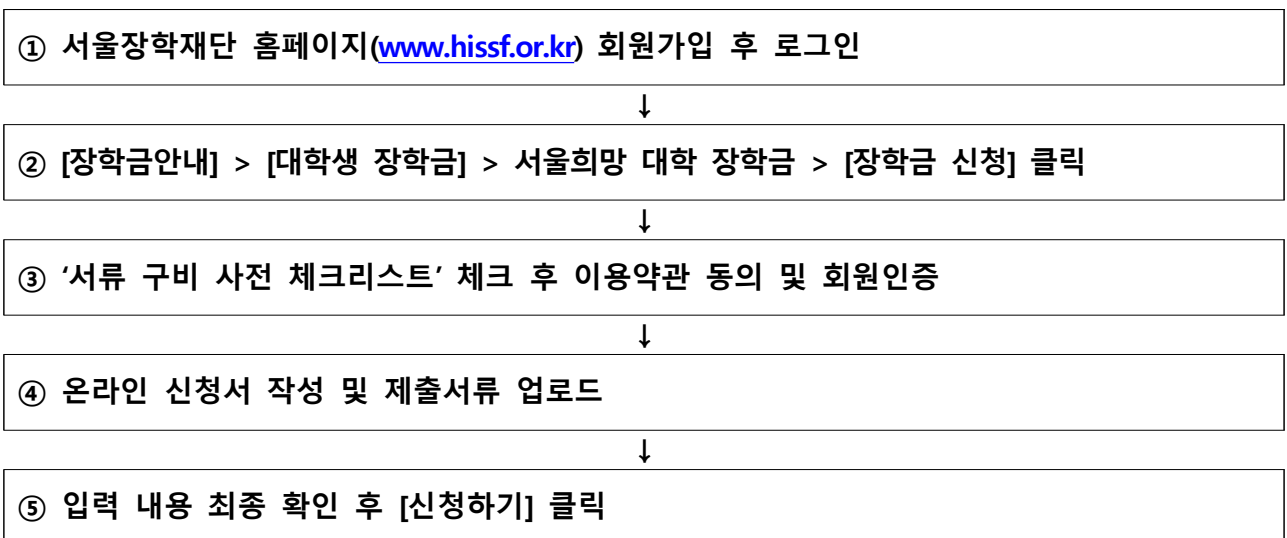 ① 서울장학재단 홈페이지(www.hissf.or.kr) 회원가입 후 로그인
↓
② [장학금안내] > [대학생 장학금] > 서울희망 대학 장학금 > [장학금 신청] 클릭
↓
③ ‘서류 구비 사전 체크리스트’ 체크 후 이용약관 동의 및 회원인증
↓
④ 온라인 신청서 작성 및 제출서류 업로드
↓
⑤ 입력 내용 최종 확인 후 [신청하기] 클릭